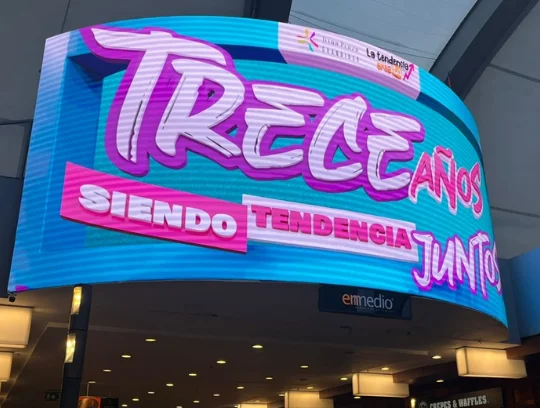 La tendencia
TRECE
AÑOS
SIENDO
TENDENCIA
JUNTOS
enmedio
CREPES & WAFFLES